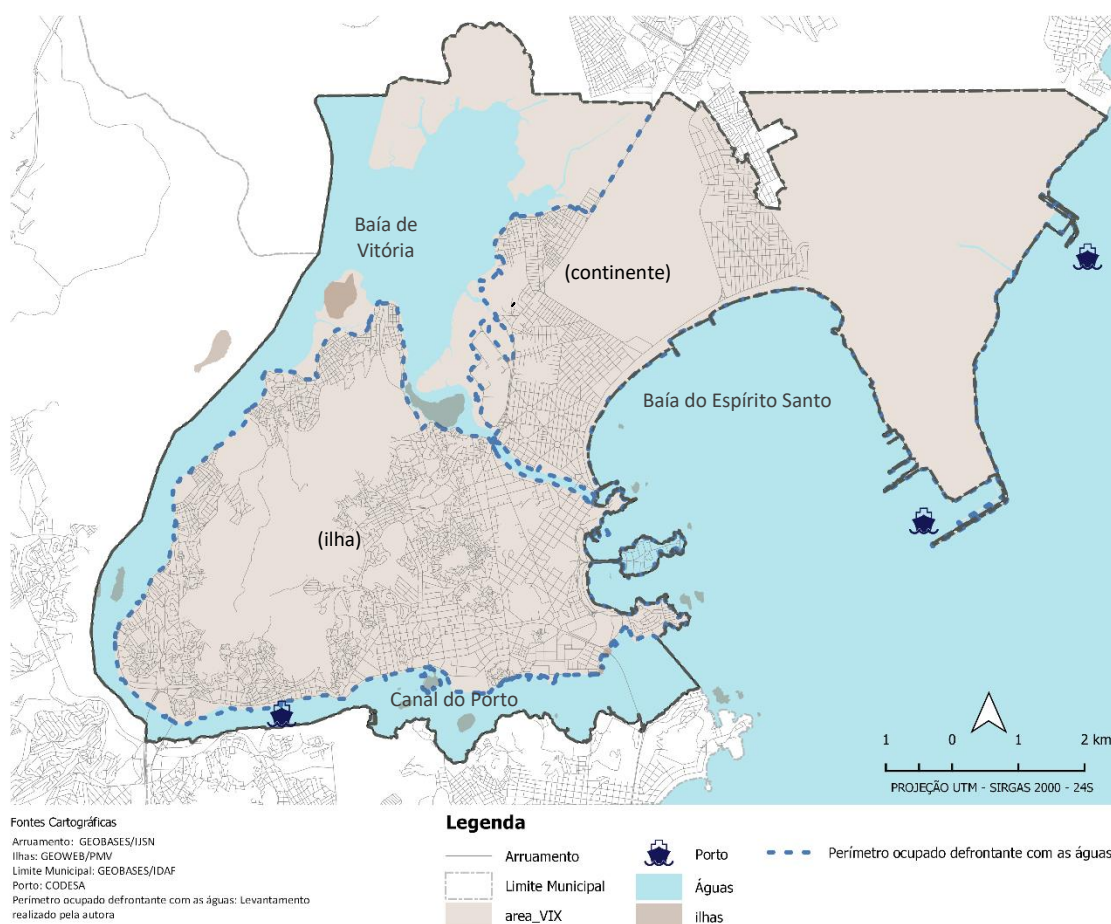 Baía de
Vitória
(continente)
Baía do Espírito Santo
(ilha)
Canal do Porto
1 0 1 2 km
PROJEÇÃO UTM - SIRGAS 2000 - 24S
Fontes Cartográficas
Arruamento: GEOBASES/IJSN
Ilhas: GEOWEB/PMV
Limite Municipal: GEOBASES/IDAF
Porto: CODESA
Perímetro ocupado defrontante com as águas: Levantamento
realizado pela autora
Legenda
Arruamento
Limite Municipal
area_VIX
Porto
Águas
ilhas
Perímetro ocupado defrontante com as águas